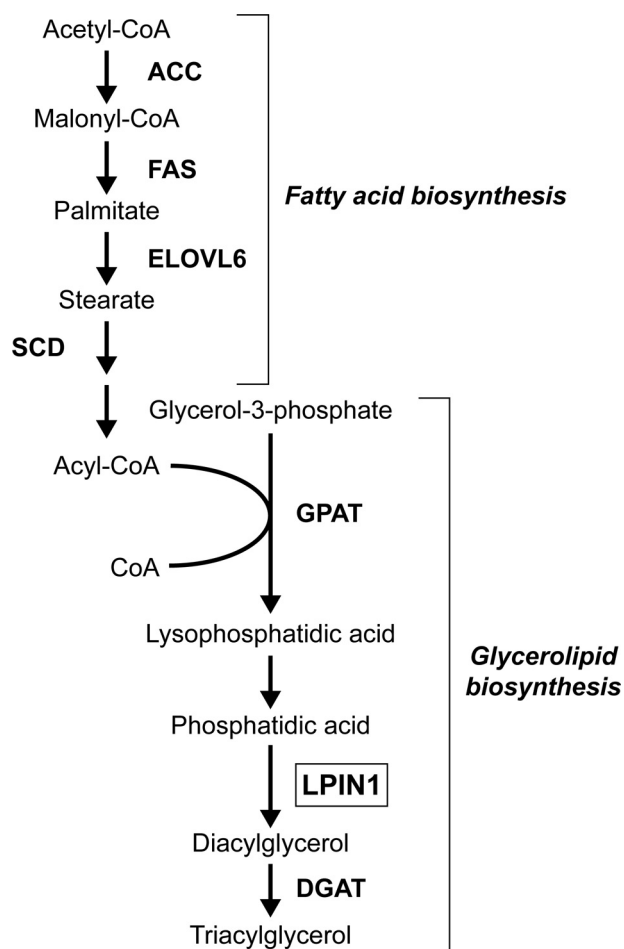 Acetyl-CoA
ACC
Malonyl-CoA
FAS
Palmitate
Fatty acid biosynthesis
ELOVL6
Stearate
SCD
Glycerol-3-phosphate
Acyl-CoA
GPAT
CoA
Lysophosphatidic acid
Glycerolipid
biosynthesis
Phosphatidic acid
LPIN1
Diacylglycerol
DGAT
Triacylglycerol